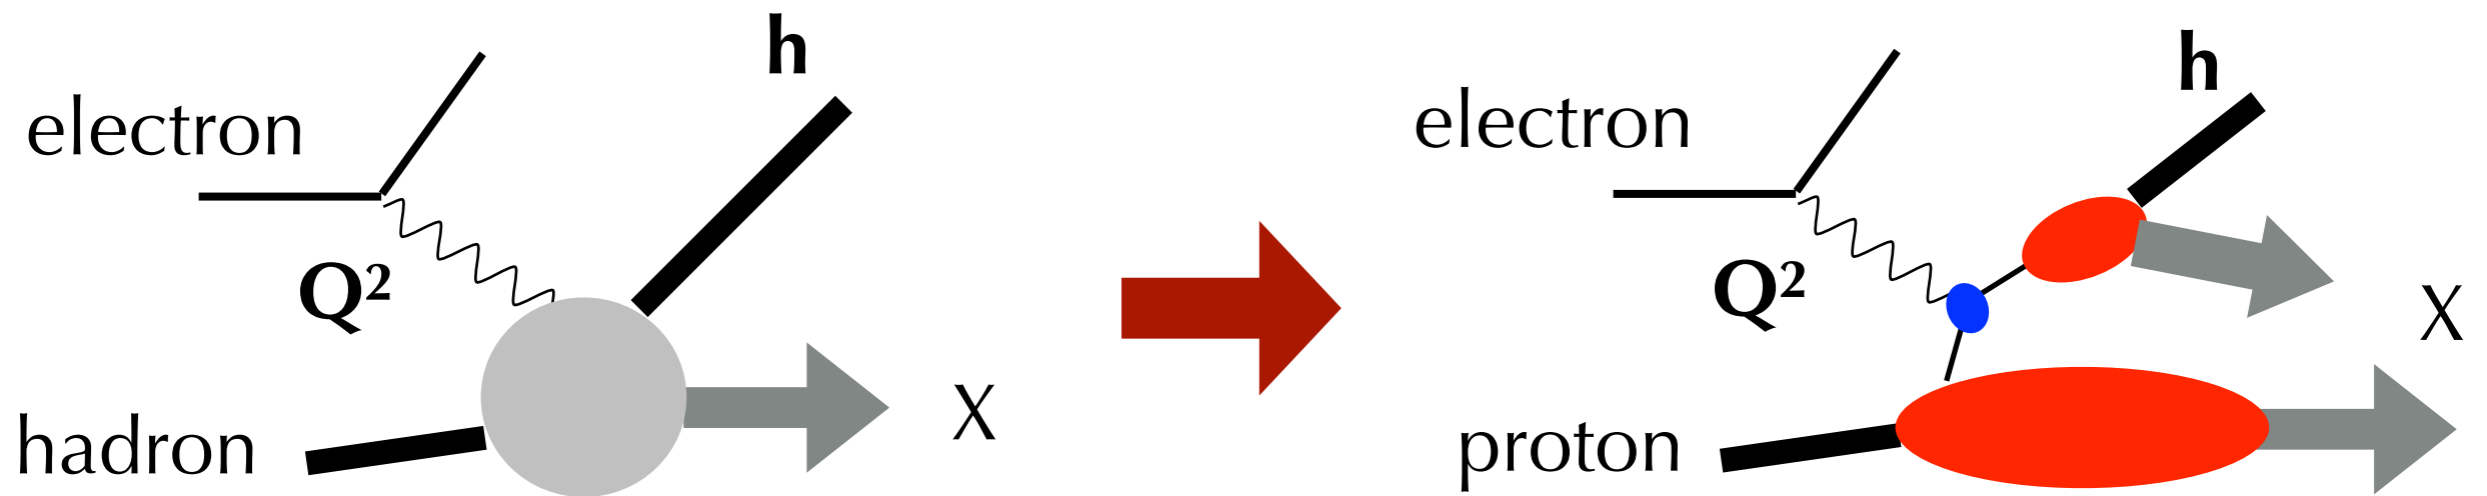 h
electron
Q²
hadron
X
h
electron
Q²
X
proton